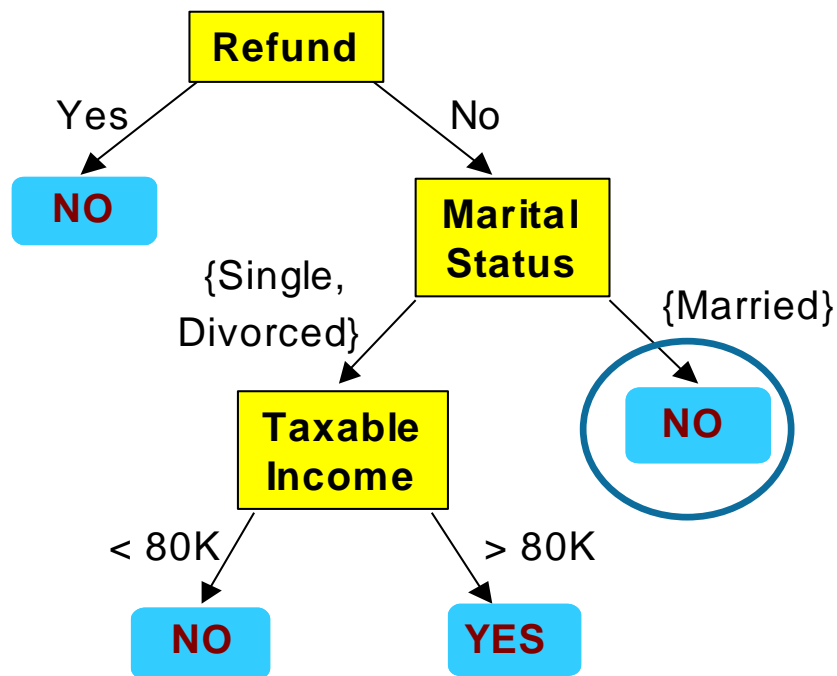 Refund
Yes
No
NO
Marital
Status
{Single,
Divorced}
{Married}
Taxable
Income
NO
< 80K
> 80K
NO
YES